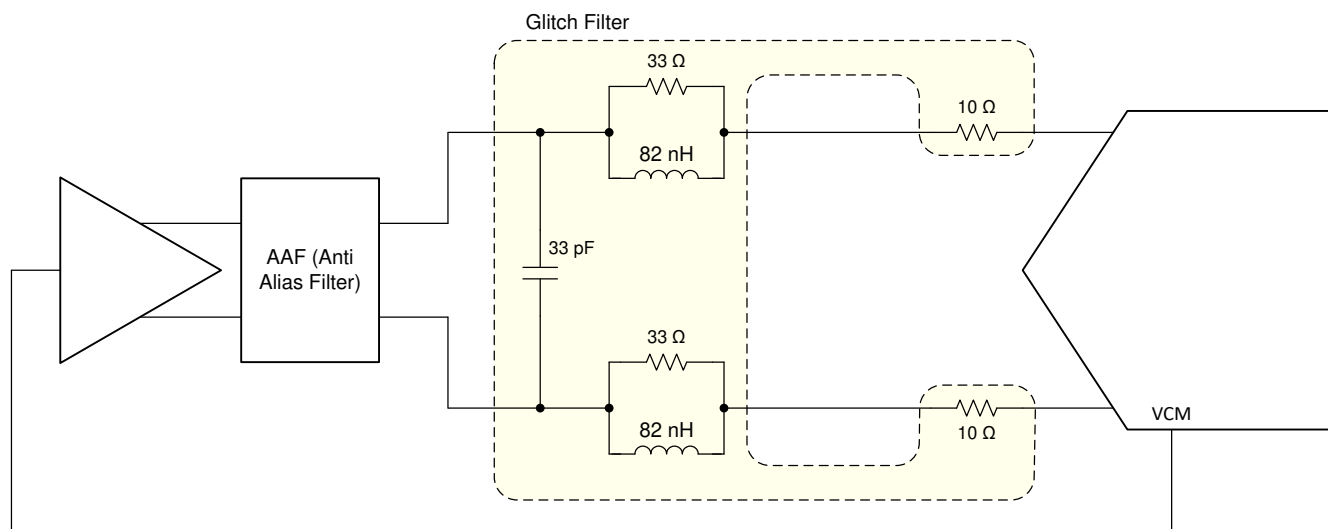 Glitch Filter
33 Ω
10 Ω
82 nH
AAF (Anti
Alias Filter)
33 pF
33 Ω
82 nH
10 Ω
VCM